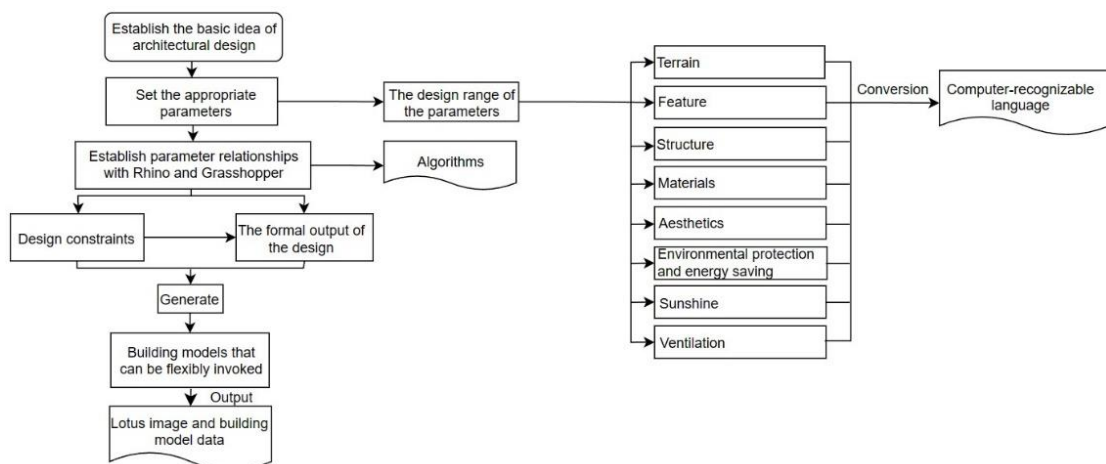 Establish the basic idea of
architectural design
Set the appropriate
parameters
The design range of
the parameters
Establish parameter relationships
with Rhino and Grasshopper
Algorithms
Design constraints
The formal output of
the design
Generate
Building models that
can be flexibly invoked
Output
Lotus image and building
model data
Terrain
Feature
Structure
Materials
Aesthetics
Environmental protection
and energy saving
Sunshine
Ventilation
Conversion
Computer-recognizable
language